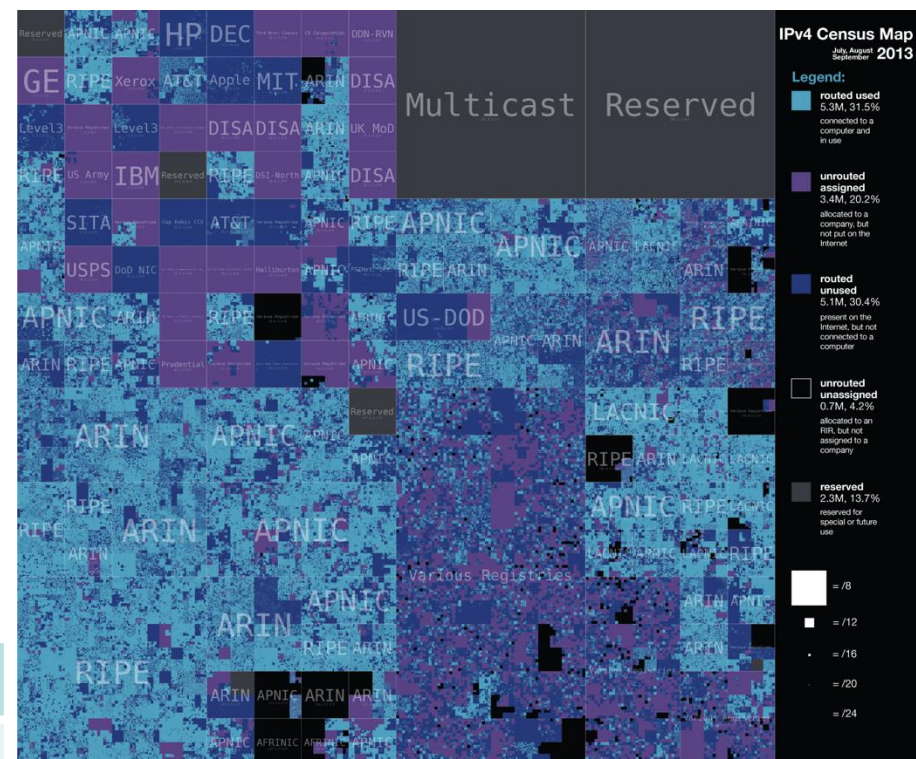 IPv4 Census Map
July, August
September 2013
Legend:
routed used
5.3M, 31.5%
connected to a
computer and
in use
unrouted
assigned
3.4M, 20.2%
allocated to a
company, but
not put on the
Internet
routed
unused
5.1M, 30.4%
present on the
Internet, but not
connected to a
computer
unrouted
unassigned
0.7M, 4.2%
allocated to an
RIR, but not
assigned to a
company
reserved
2.3M, 13.7%
reserved for
special or future
use
= /8
= /12
= /16
= /20
= /24
Reserved APNIC APNIC HP DEC DDN-RVN
GE RIPE Xerox AT&T Apple MIT ARIN DISA
Multicast Reserved
Level3 Level3 DISA DISA ARIN UK MoD
RIPE US Army IBM Reserved RIPE DSI-North APNIC DISA
SITA Cap Debis CCS AT&T APNIC RIPE APNIC APNIC APNIC LACNIC
APNIC
USPS DoD NIC Halliburton APNIC RIPE ARIN ARIN
APNIC ARIN RIPE US-DOD RIPE
APNIC ARIN ARIN
ARIN RIPE APNIC Prudential APNIC RIPE RIPE
Reserved LACNIC
ARIN APNIC APNIC
APNIC RIPE ARIN LACNIC LACNIC
RIPE APNIC RIPE
RIPE ARIN APNIC
ARIN LACNIC APNIC LACNIC RIPE
Various Registries
APNIC ARIN APNIC
ARIN
RIPE ARIN ARIN
RIPE
ARIN APNIC ARIN ARIN
APNIC AFRINIC AFRINIC APNIC